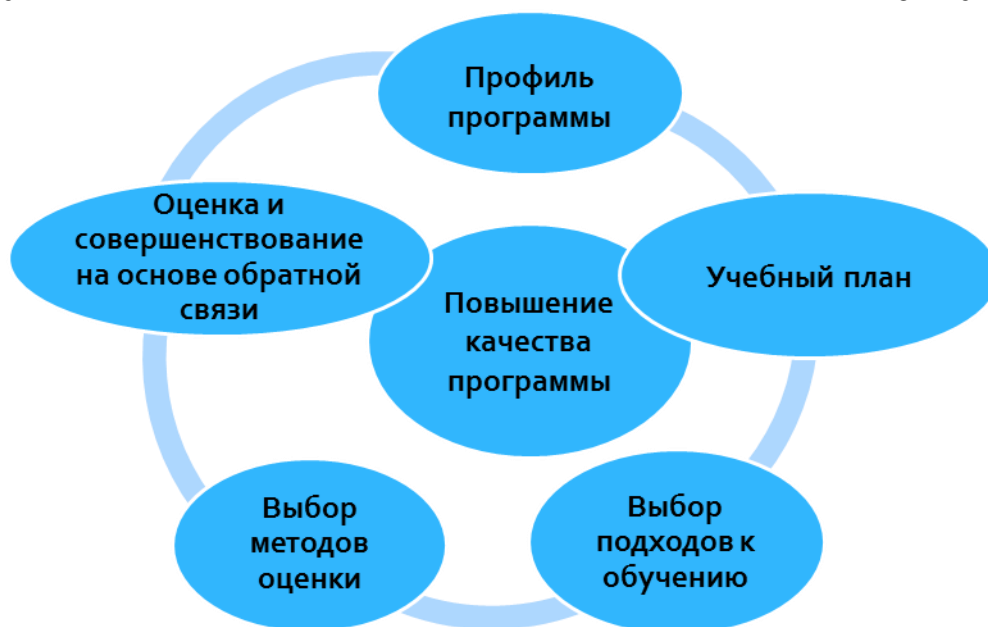 Профиль
программы
Оценка и
совершенствование
на основе обратной
связи
Учебный план
Повышение
качества
программы
Выбор
методов
оценки
Выбор
подходов к
обучению